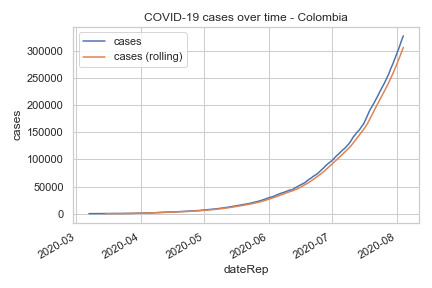 COVID-19 cases over time - Colombia
cases
cases (rolling)
cases
300000
250000
200000
150000
100000
50000
0
2020-03
2020-04
2020-05
2020-06
2020-07
2020-08
dateRep